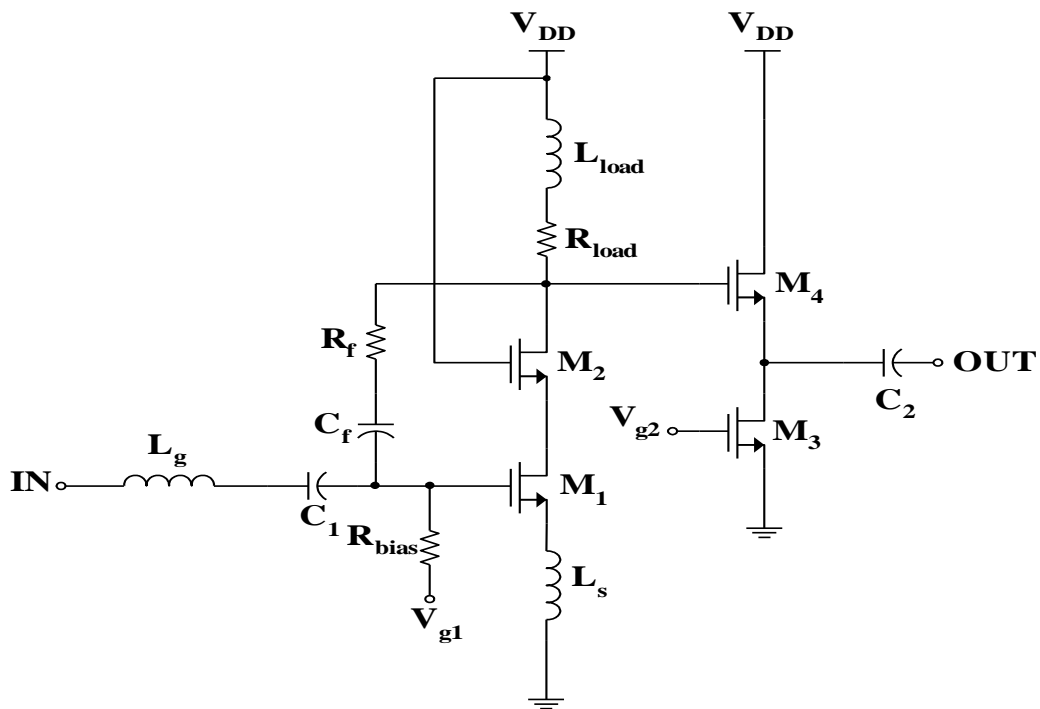 V_DD
V_DD
L_load
R_load
M_4
R_f
M_2
OUT
C_2
V_g2
M_3
C_f
L_g
IN
M_1
C_1
R_bias
L_s
V_g1